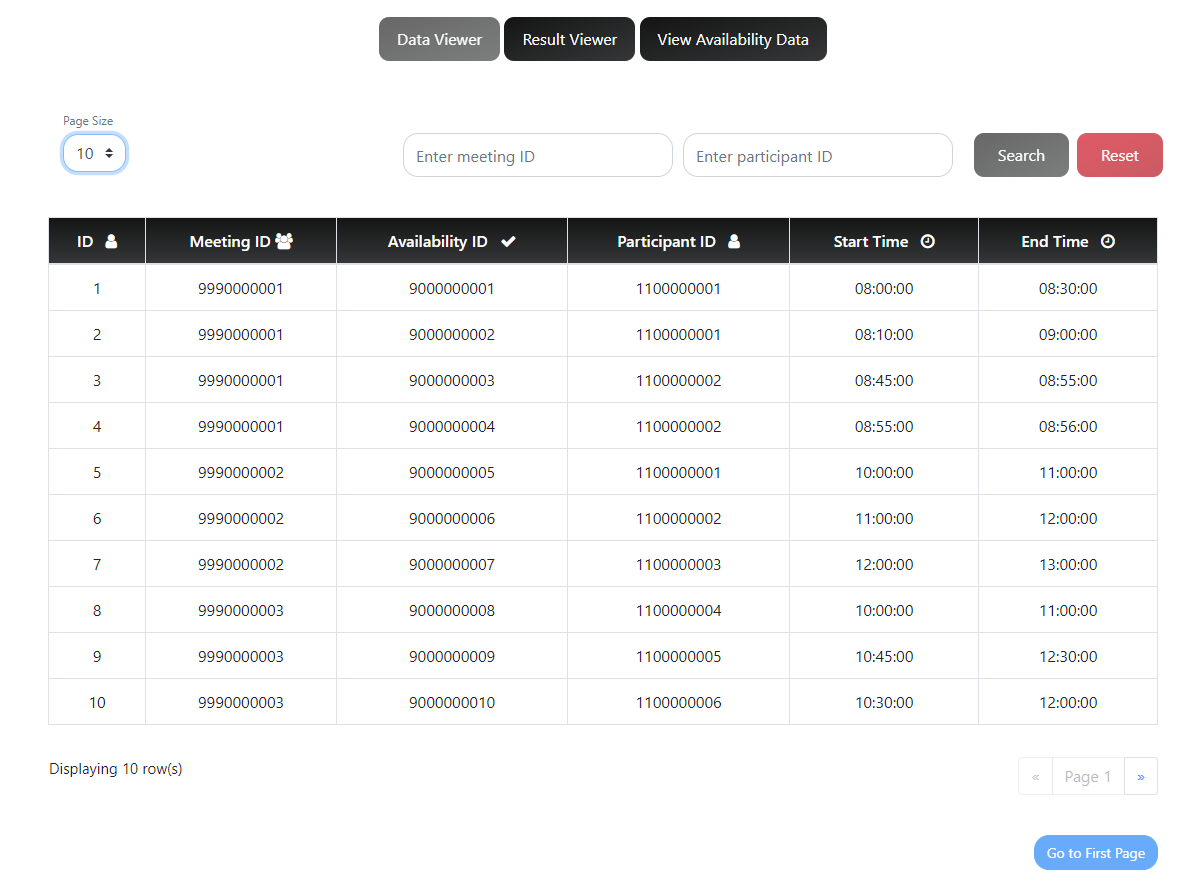 Data Viewer Result Viewer View Availability Data
Page Size
10 Enter meeting ID Enter participant ID Search Reset
ID Meeting ID Availability ID Participant ID Start Time End Time
1 9990000001 9000000001 1100000001 08:00:00 08:30:00
2 9990000001 9000000002 1100000001 08:10:00 09:00:00
3 9990000001 9000000003 1100000002 08:45:00 08:55:00
4 9990000001 9000000004 1100000002 08:55:00 08:56:00
5 9990000002 9000000005 1100000001 10:00:00 11:00:00
6 9990000002 9000000006 1100000002 11:00:00 12:00:00
7 9990000002 9000000007 1100000003 12:00:00 13:00:00
8 9990000003 9000000008 1100000004 10:00:00 11:00:00
9 9990000003 9000000009 1100000005 10:45:00 12:30:00
10 9990000003 9000000010 1100000006 10:30:00 12:00:00
Displaying 10 row(s) « Page 1 »
Go to First Page